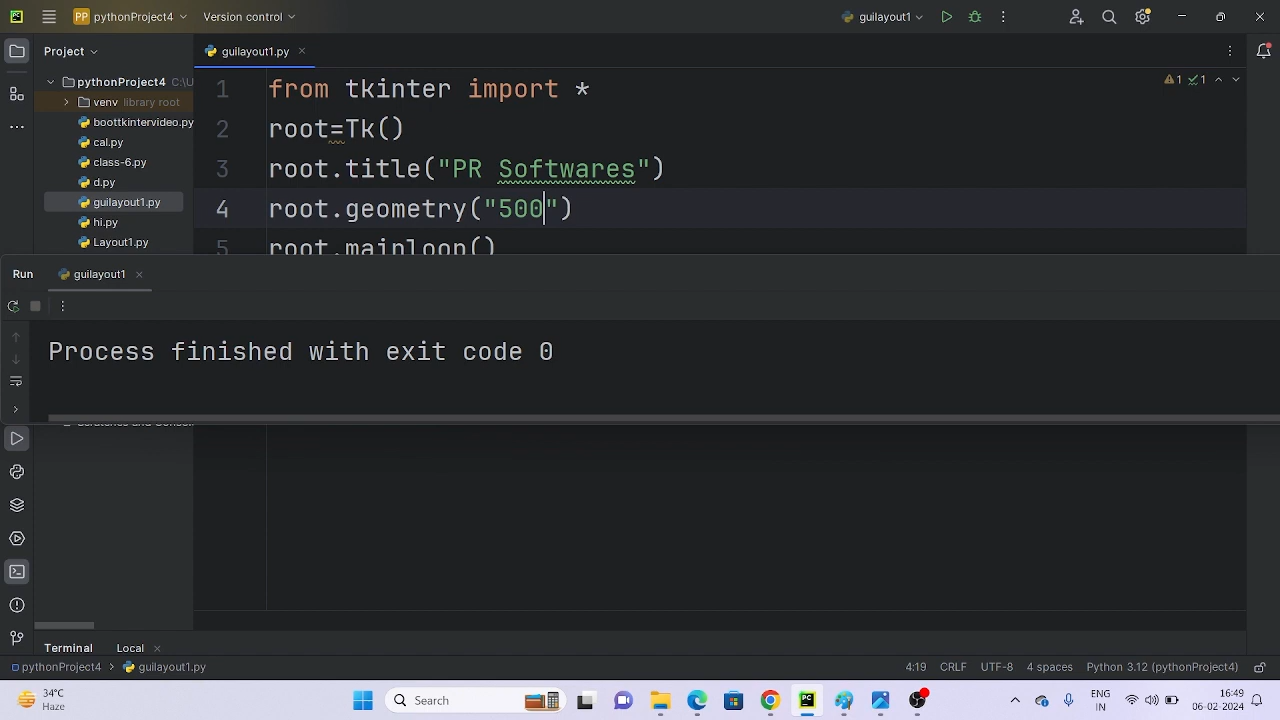 PP pythonProject4 Version control guilayout1
Project guilayout1.py
pythonProject4 C:\U
venv library root
boottkintervideo.py
cal.py
class-6.py
d.py
guilayout1.py
hi.py
Layout1.py
1 from tkinter import *
2 root=Tk()
3 root.title("PR Softwares")
4 root.geometry("500")
5 root.mainloop()
1 1
Run guilayout1
Process finished with exit code 0
Terminal Local
pythonProject4 guilayout1.py 4:19 CRLF UTF-8 4 spaces Python 3.12 (pythonProject4)
34°C
Haze
Search
PC
ENG
IN
16:49
06-02-2024